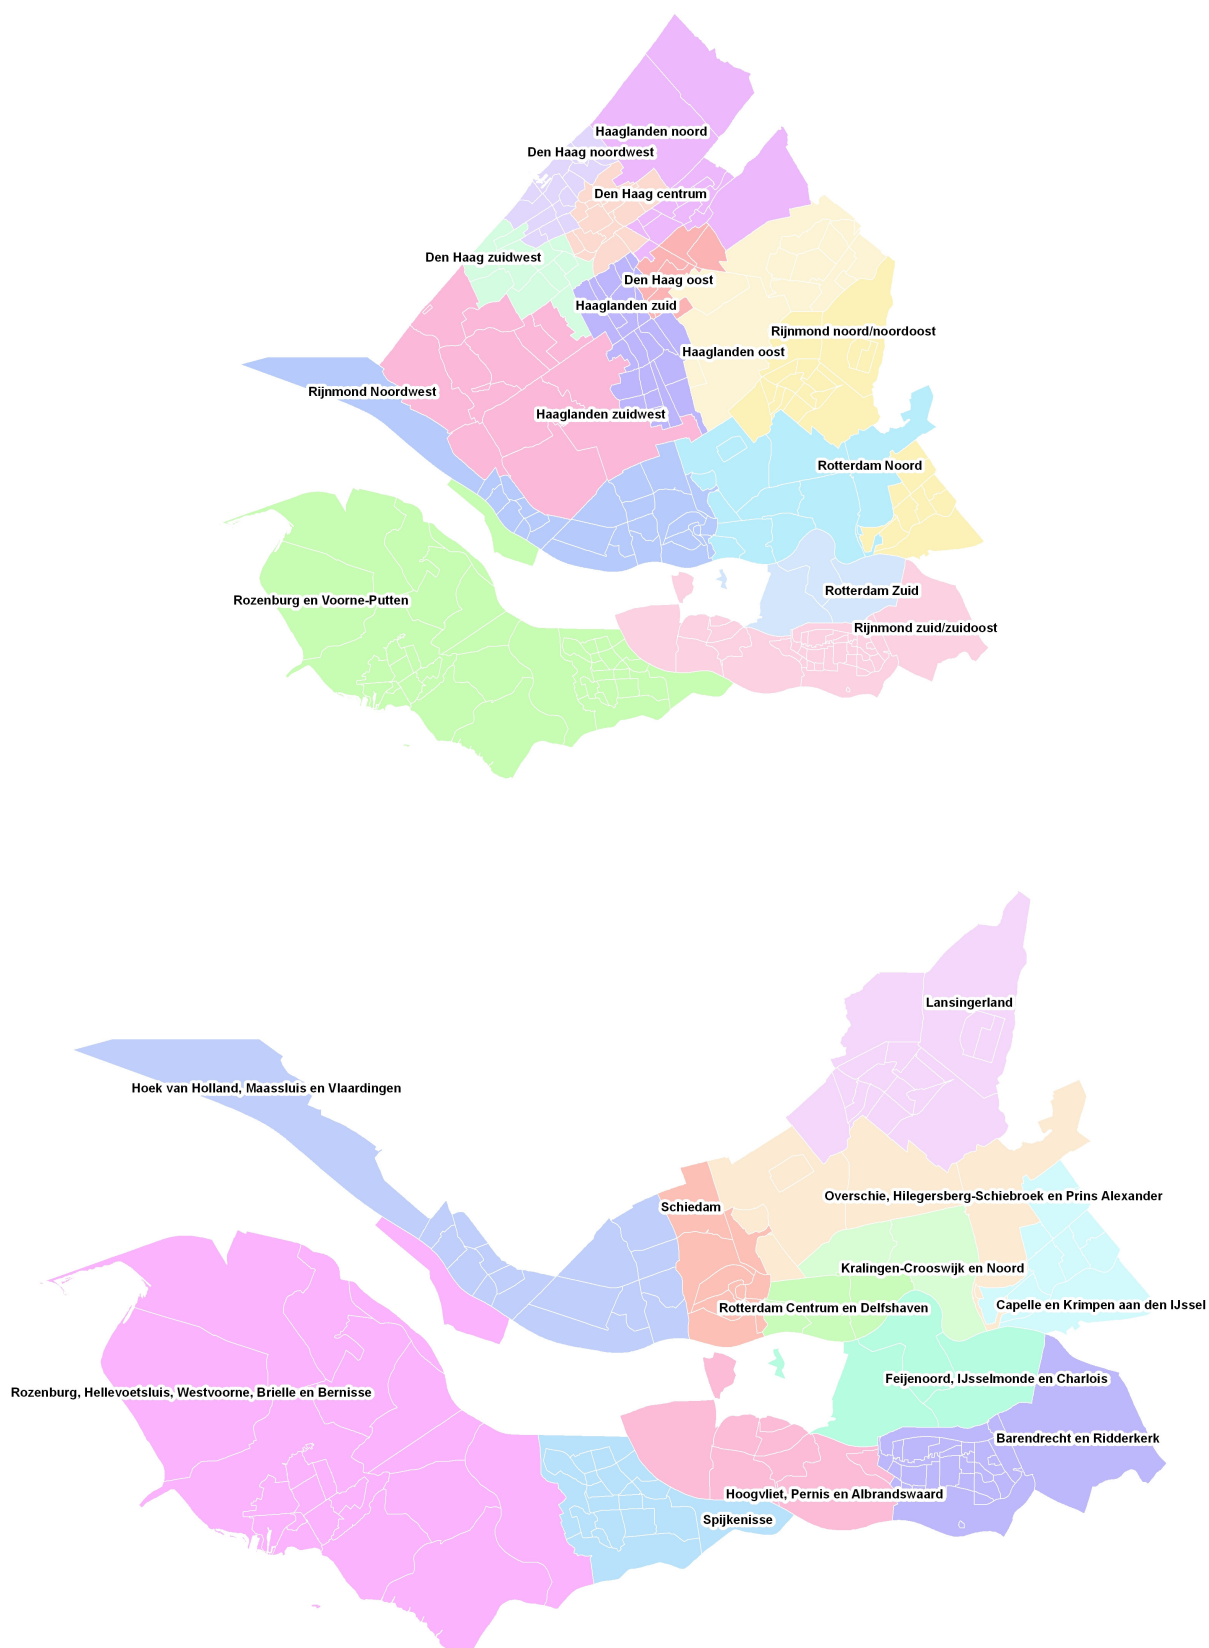 Haaglanden noord
Den Haag noordwest
Den Haag centrum
Den Haag zuidwest
Den Haag oost
Haaglanden zuid
Rijnmond noord/noordoost
Haaglanden oost
Rijnmond Noordwest
Haaglanden zuidwest
Rotterdam Noord
Rotterdam Zuid
Rozenburg en Voorne-Putten
Rijnmond zuid/zuidoost
Lansingerland
Hoek van Holland, Maassluis en Vlaardingen
Overschie, Hilegersberg-Schiebroek en Prins Alexander
Schiedam
Kralingen-Crooswijk en Noord
Capelle en Krimpen aan den IJssel
Rotterdam Centrum en Delfshaven
Feijenoord, IJsselmonde en Charlois
Rozenburg, Hellevoetsluis, Westvoorne, Brielle en Bernisse
Barendrecht en Ridderkerk
Hoogvliet, Pernis en Albrandswaard
Spijkenisse